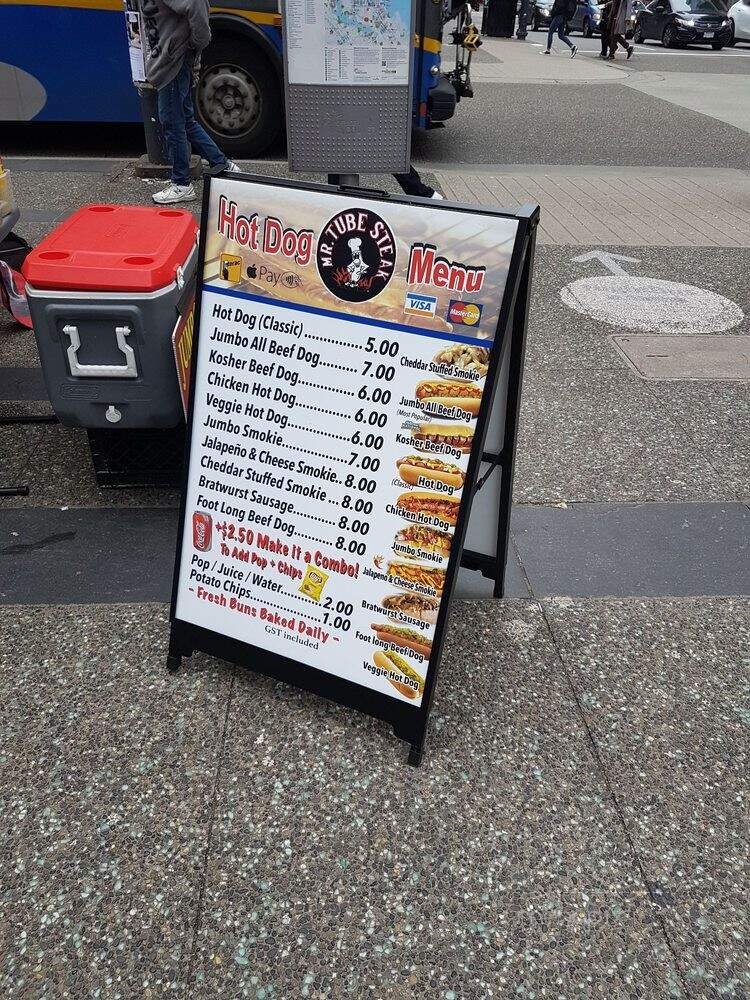 Hot Dog
MR. TUBE STEAK
Menu
Interac
Pay
VISA
MasterCard
Hot Dog (Classic)............... 5.00
Jumbo All Beef Dog.......... 7.00
Kosher Beef Dog............... 6.00
Chicken Hot Dog............... 6.00
Veggie Hot Dog................. 6.00
Jumbo Smokie................... 7.00
Jalapeño & Cheese Smokie.. 8.00
Cheddar Stuffed Smokie ... 8.00
Bratwurst Sausage............ 8.00
Foot Long Beef Dog........... 8.00
Coca-Cola
+$2.50 Make it a Combo!
To Add Pop + Chips
Pop / Juice / Water............ 2.00
Potato Chips...................... 1.00
- Fresh Buns Baked Daily -
GST included
Cheddar Stuffed Smokie
Jumbo All Beef Dog
(Most Popular)
Kosher Beef Dog
(Classic) Hot Dog
Chicken Hot Dog
Jumbo Smokie
Jalapeño & Cheese Smokie
Bratwurst Sausage
Foot long Beef Dog
Veggie Hot Dog